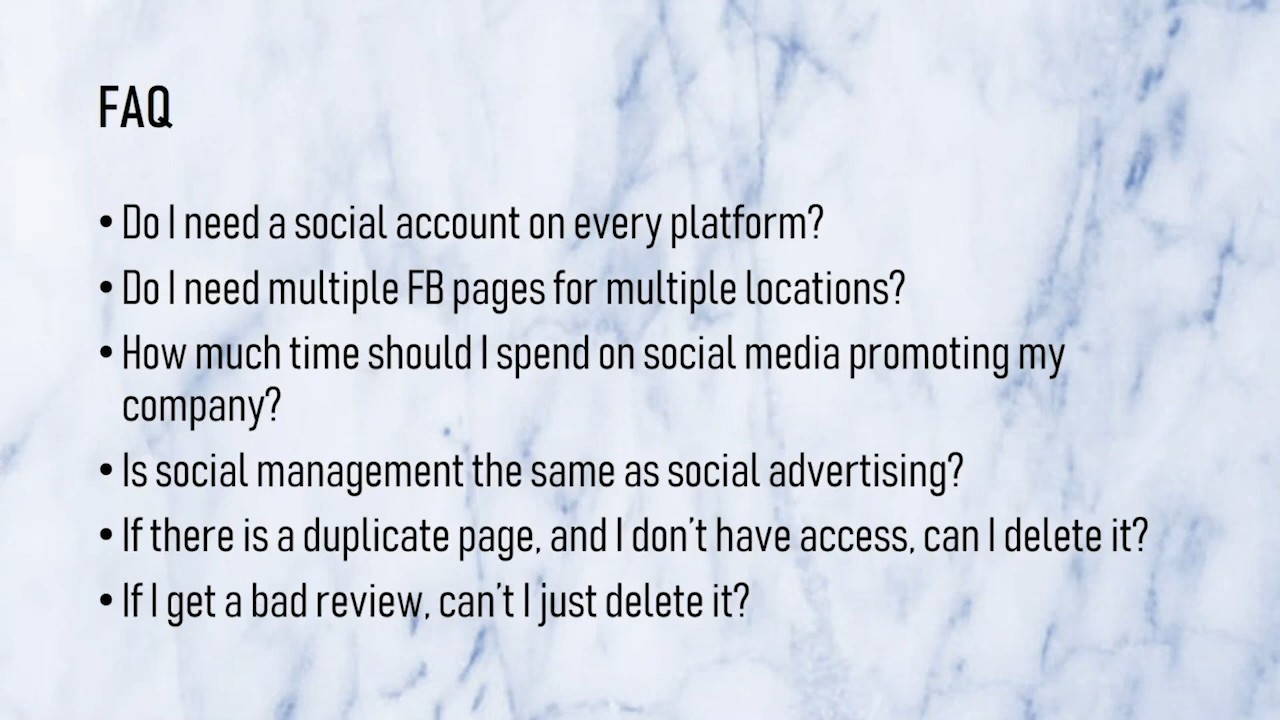 FAQ
• Do I need a social account on every platform?
• Do I need multiple FB pages for multiple locations?
• How much time should I spend on social media promoting my
company?
• Is social management the same as social advertising?
• If there is a duplicate page, and I don’t have access, can I delete it?
• If I get a bad review, can’t I just delete it?